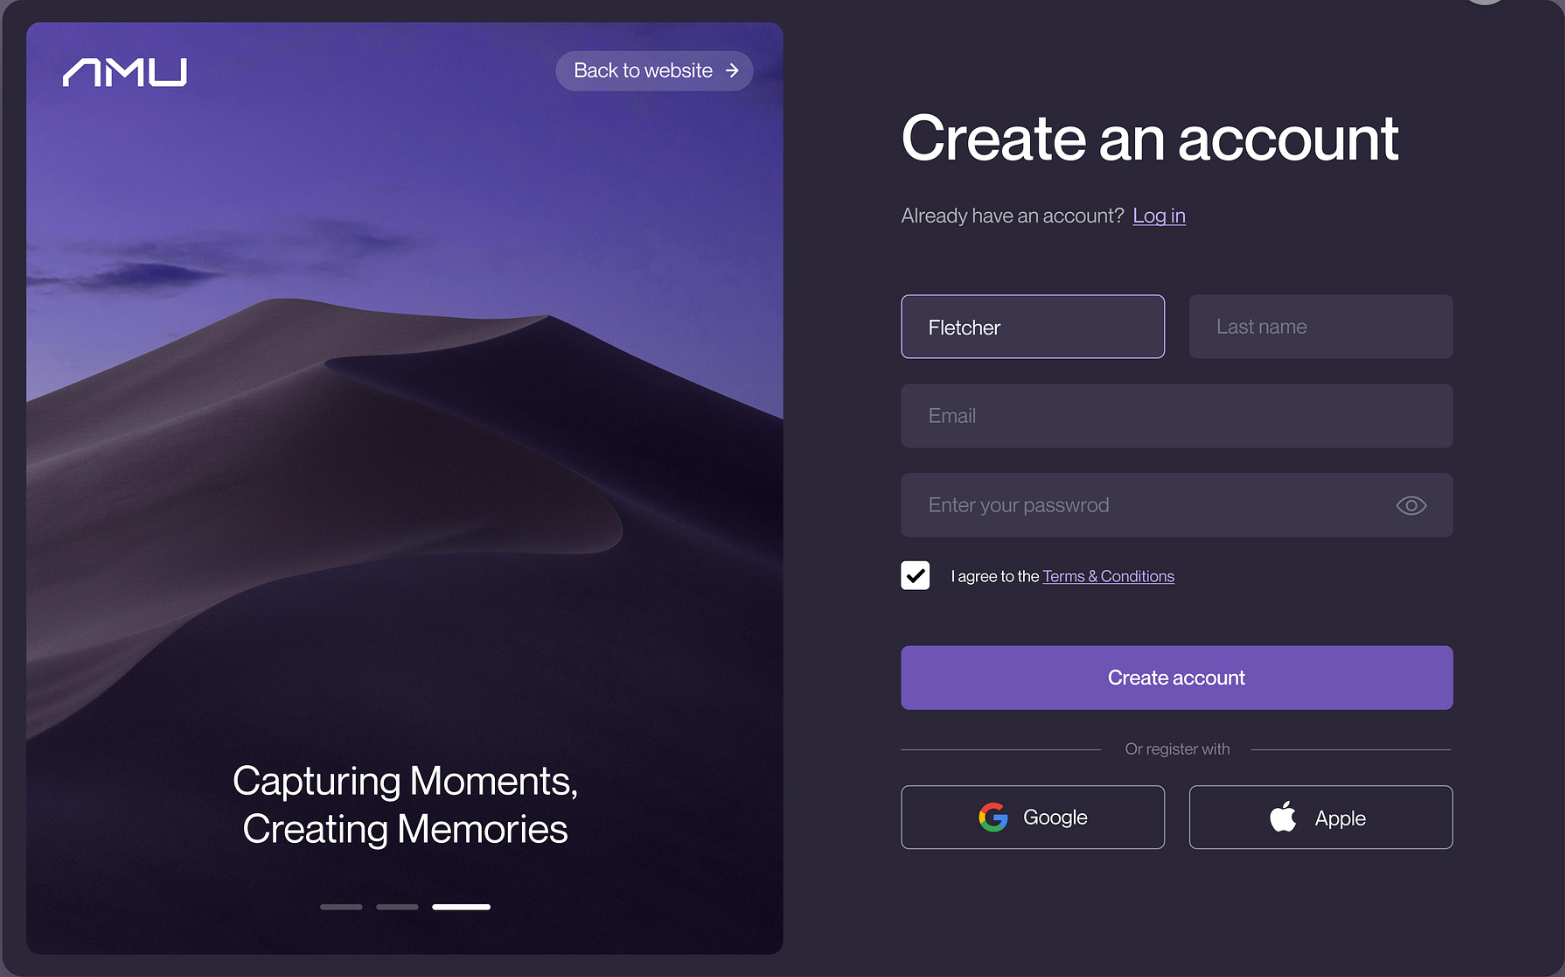 AMU
Back to website
Capturing Moments,
Creating Memories
Create an account
Already have an account? Log in
Fletcher
Last name
Email
Enter your passwrod
I agree to the Terms & Conditions
Create account
Or register with
Google
Apple